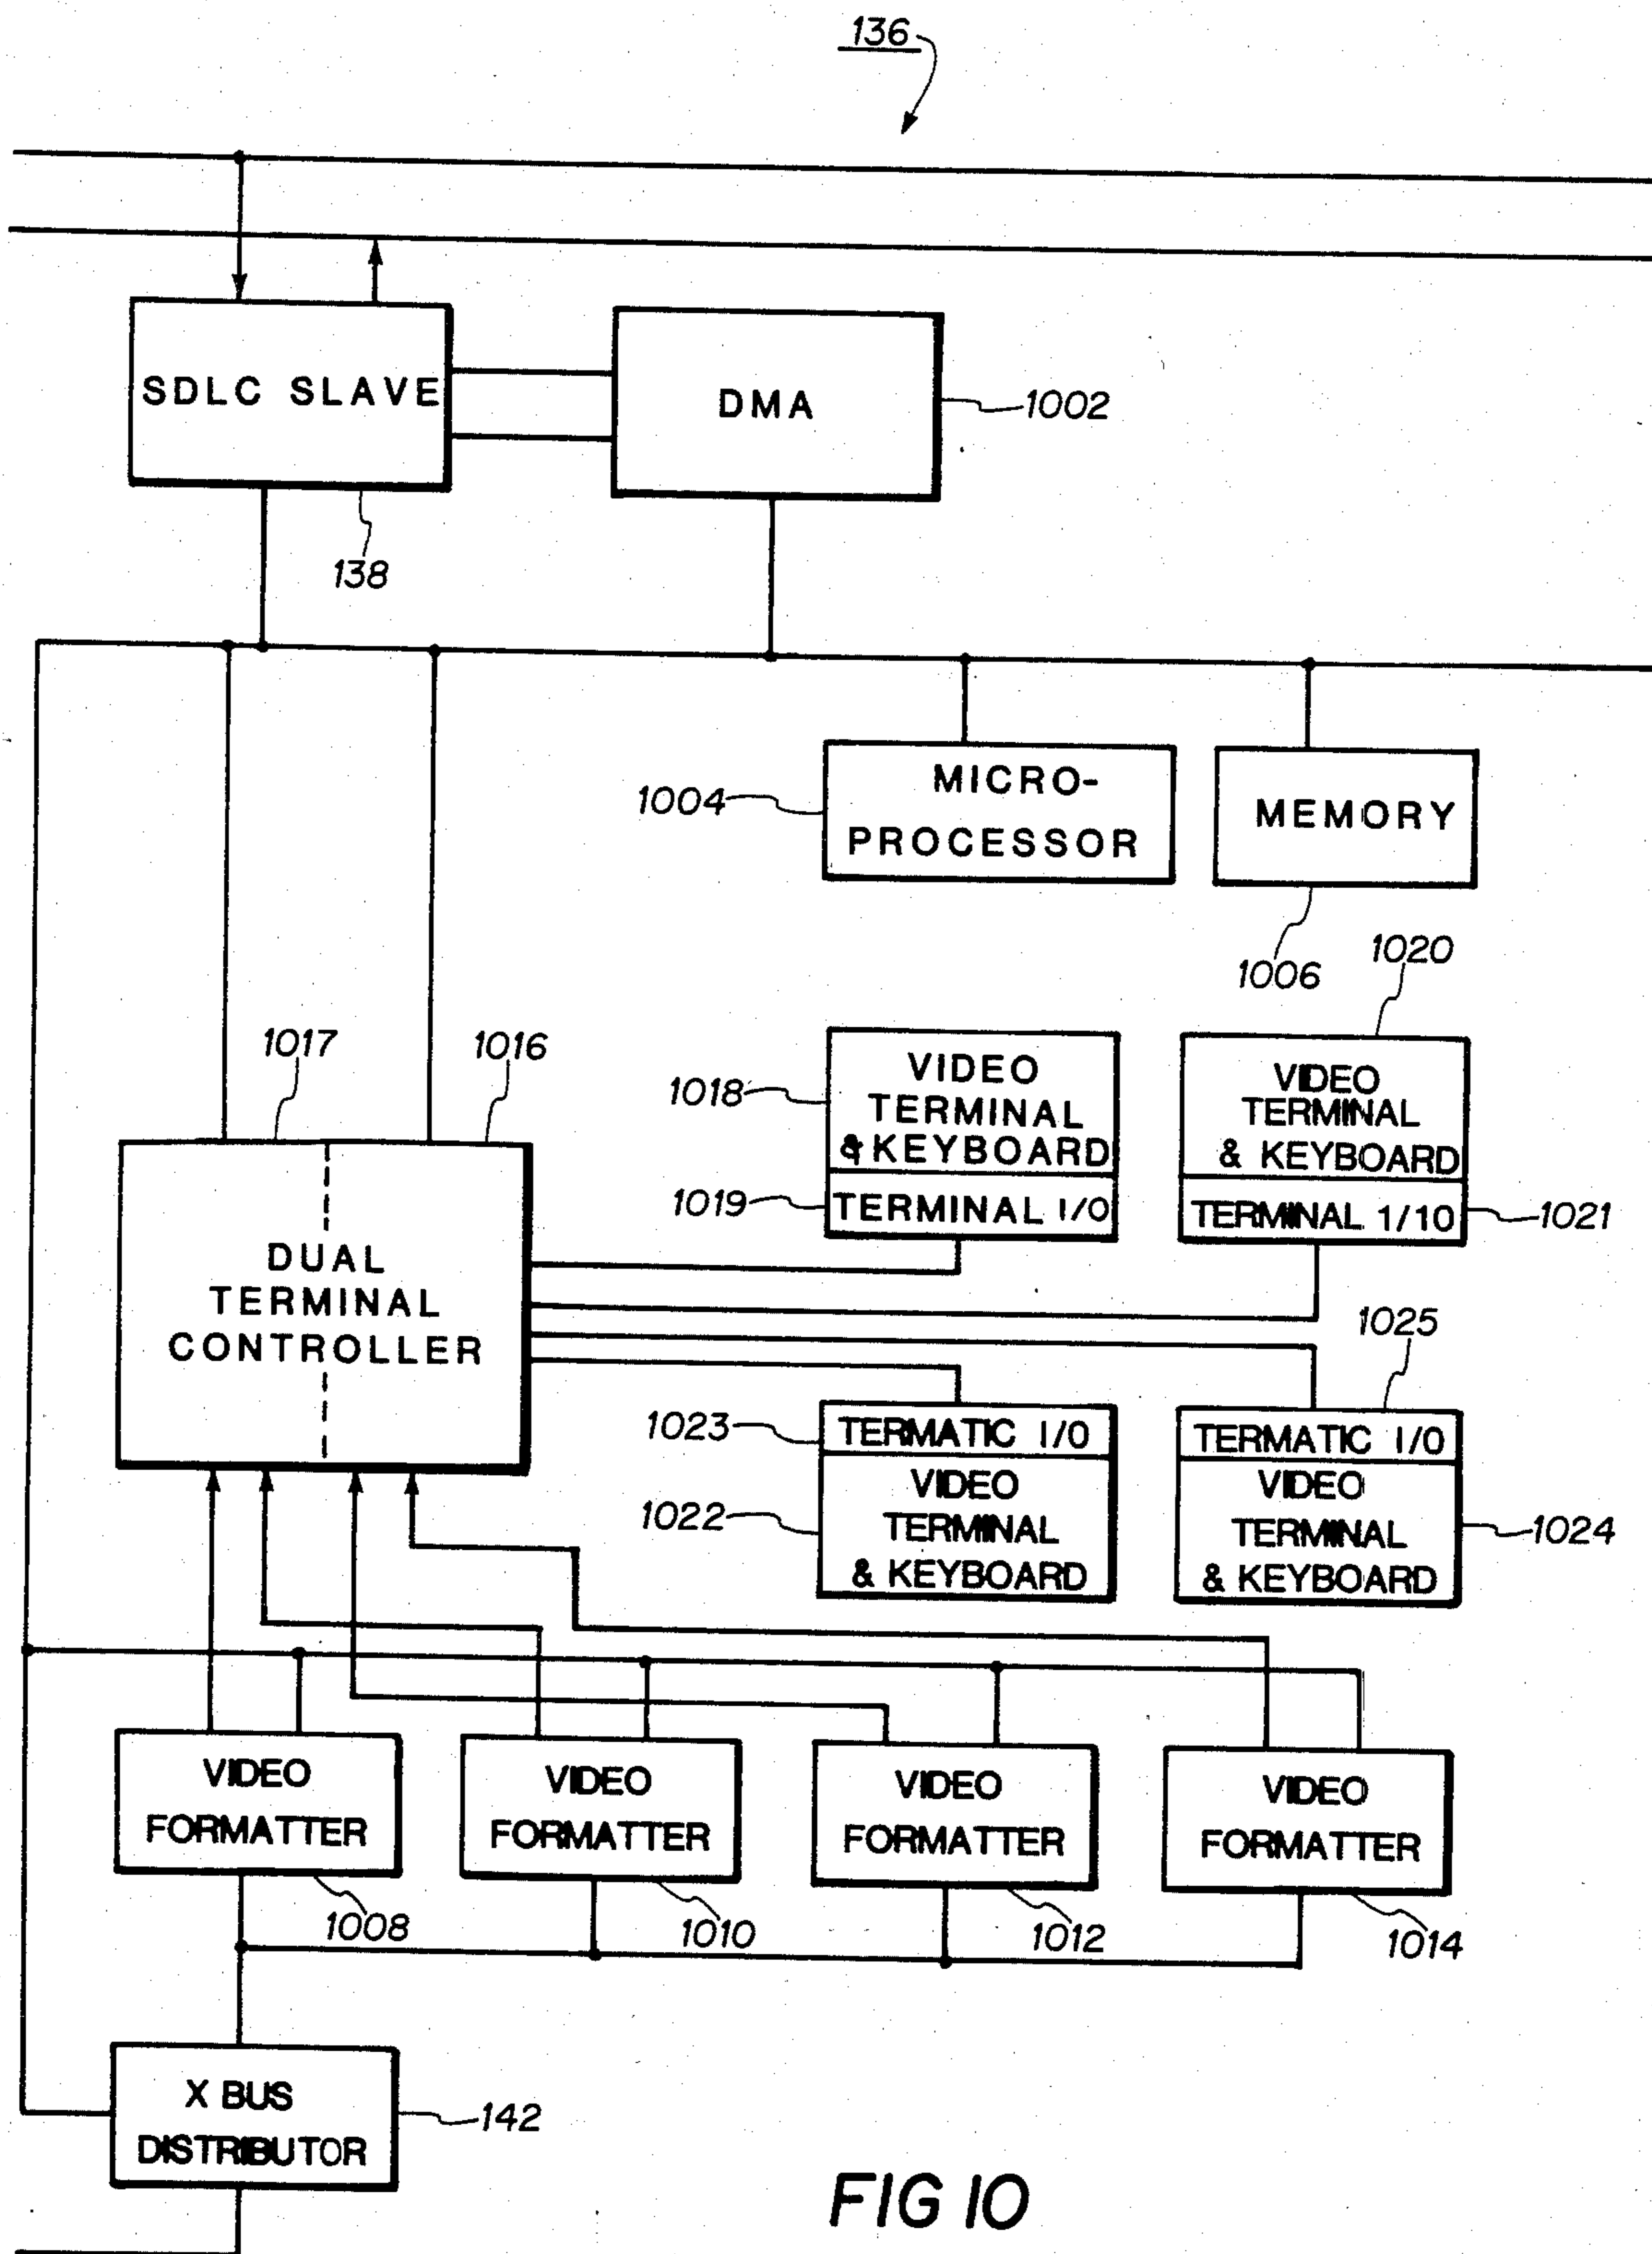 136
SDLC SLAVE
DMA
1002
138
1004
MICRO-
PROCESSOR
MEMORY
1006
1020
1017
1016
1018
VIDEO
TERMINAL
& KEYBOARD
1019
TERMINAL I/O
VIDEO
TERMINAL
& KEYBOARD
TERMINAL 1/10
1021
DUAL
TERMINAL
CONTROLLER
1025
1023
TERMATIC I/O
1022
VIDEO
TERMINAL
& KEYBOARD
TERMATIC I/O
VIDEO
TERMINAL
& KEYBOARD
1024
VIDEO
FORMATTER
1008
VIDEO
FORMATTER
1010
VIDEO
FORMATTER
1012
VIDEO
FORMATTER
1014
X BUS
DISTRIBUTOR
142
FIG 10